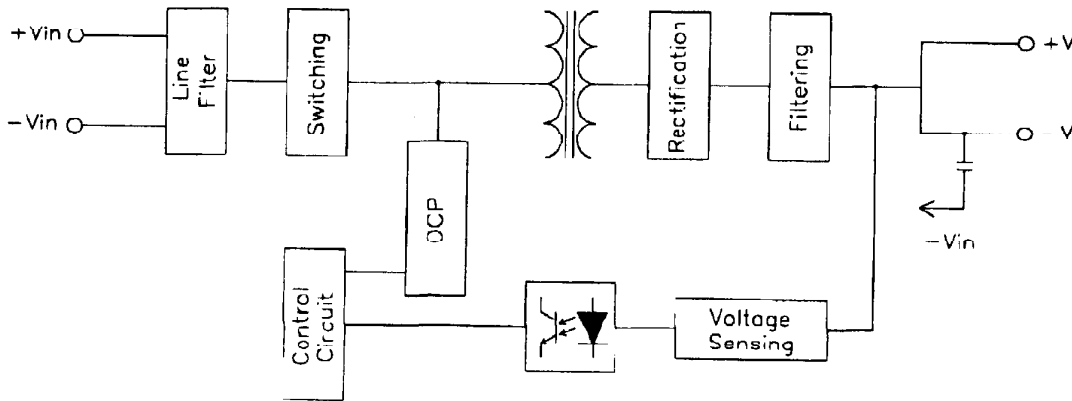 +Vin
-Vin
Line
Filter
Switching
OCP
Rectification
Filtering
+V
-V
-Vin
Control
Circuit
Voltage
Sensing